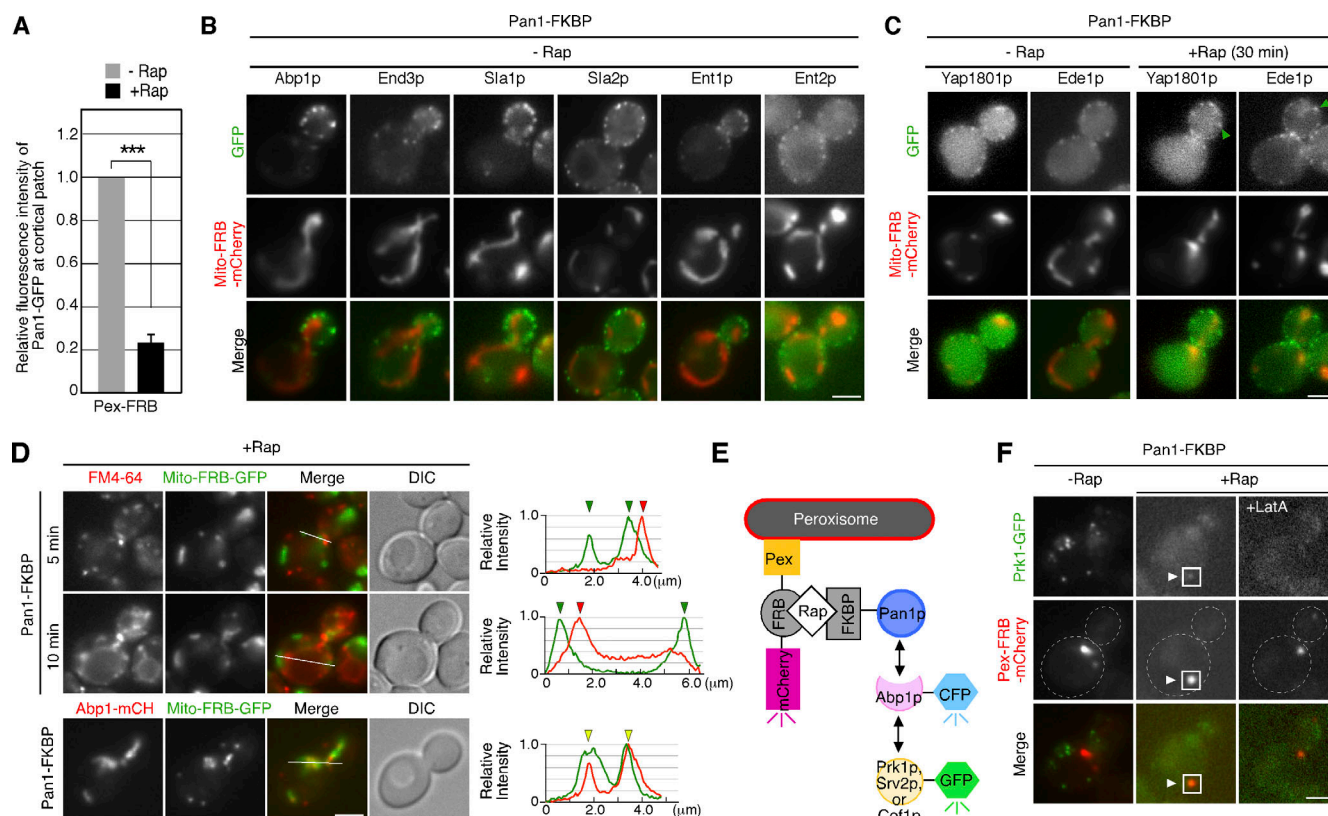 A
- Rap
+Rap
***
1.2
1.0
0.8
0.6
0.4
0.2
0
Relative fluorescence intensity of
Pan1-GFP at cortical patch
Pex-FRB
B
Pan1-FKBP
- Rap
Abp1p End3p Sla1p Sla2p Ent1p Ent2p
GFP
Mito-FRB
-mCherry
Merge
C
Pan1-FKBP
- Rap +Rap (30 min)
Yap1801p Ede1p Yap1801p Ede1p
GFP
Mito-FRB
-mCherry
Merge
D
+Rap
FM4-64 Mito-FRB-GFP Merge DIC
Pan1-FKBP
5 min
10 min
Relative
Intensity
1.0
0
0 2.0 4.0 (μm)
Relative
Intensity
1.0
0
0 2.0 4.0 6.0 (μm)
Abp1-mCH Mito-FRB-GFP Merge DIC
Pan1-FKBP
Relative
Intensity
1.0
0
0 2.0 4.0 (μm)
E
Peroxisome
Pex
FRB
Rap
FKBP
Pan1p
mCherry
Abp1p
CFP
Prk1p,
Srv2p,
or
Cof1p
GFP
F
Pan1-FKBP
-Rap +Rap
+LatA
Prk1-GFP
Pex-FRB
-mCherry
Merge